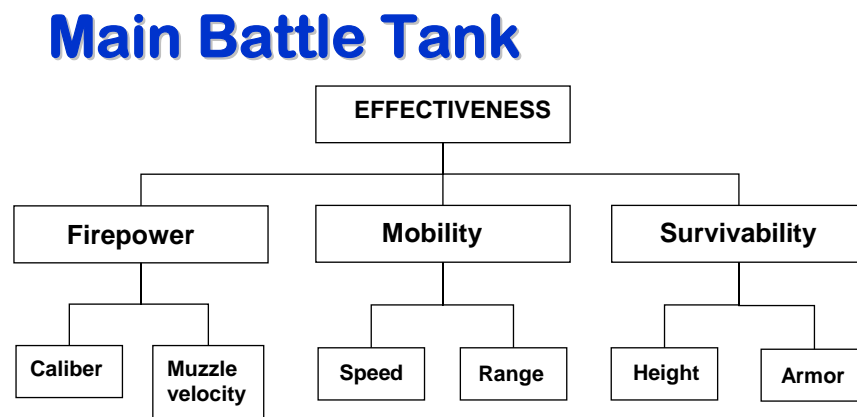 Main Battle Tank
EFFECTIVENESS
Firepower
Mobility
Survivability
Caliber
Muzzle
velocity
Speed
Range
Height
Armor